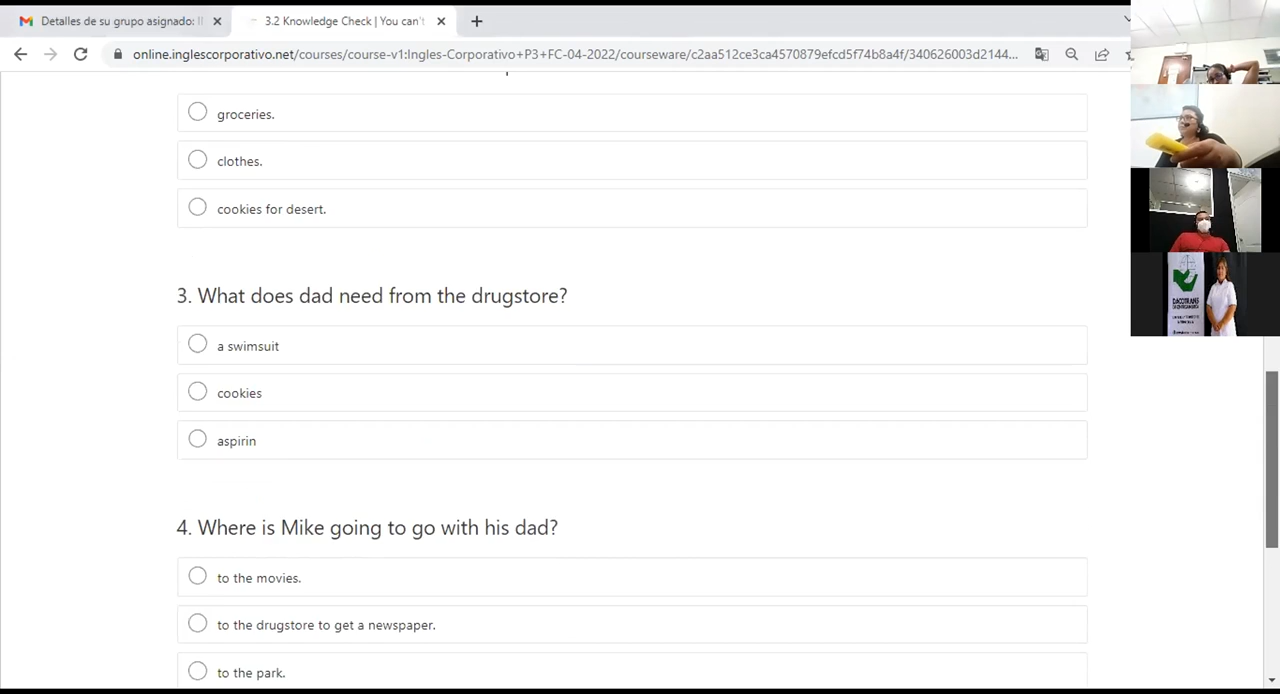 Detalles de su grupo asignado: II
3.2 Knowledge Check | You can't
online.inglescorporativo.net/courses/course-v1:Ingles-Corporativo+P3+FC-04-2022/courseware/c2aa512ce3ca4570879efcd5f74b8a4f/340626003d2144...
groceries.
clothes.
cookies for desert.
3. What does dad need from the drugstore?
a swimsuit
cookies
aspirin
4. Where is Mike going to go with his dad?
to the movies.
to the drugstore to get a newspaper.
to the park.
DACOTRANS